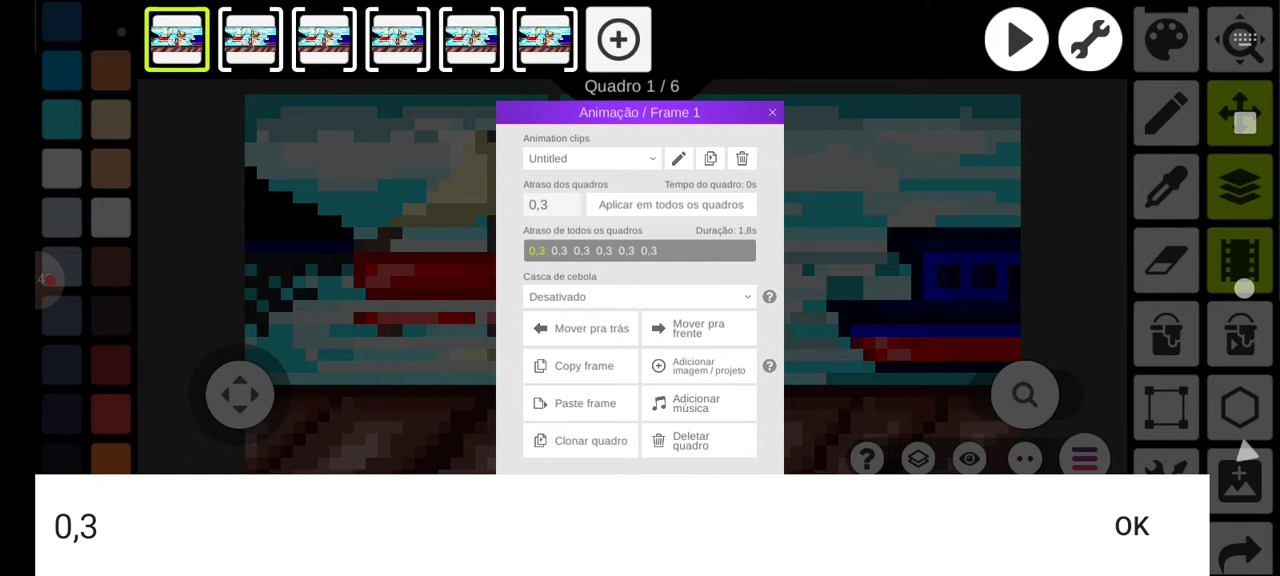 Quadro 1 / 6
Animação / Frame 1
Animation clips
Untitled
Atraso dos quadros Tempo do quadro: 0s
0,3 Aplicar em todos os quadros
Atraso de todos os quadros Duração: 1,8s
0,3 0,3 0,3 0,3 0,3 0,3
Casca de cebola
Desativado
?
Mover pra trás
Mover pra
frente
Copy frame
Adicionar
imagem / projeto
?
Paste frame
Adicionar
música
Clonar quadro
Deletar
quadro
?
0,3
OK